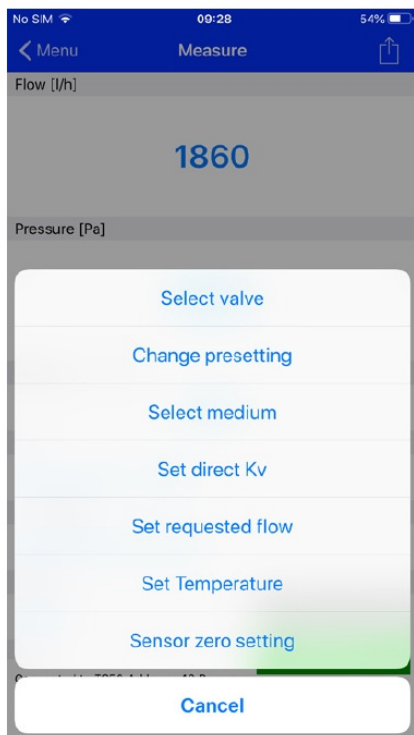 No SIM 09:28 54%
Menu Measure
Flow [l/h]
1860
Pressure [Pa]
Select valve
Change presetting
Select medium
Set direct Kv
Set requested flow
Set Temperature
Sensor zero setting
Cancel